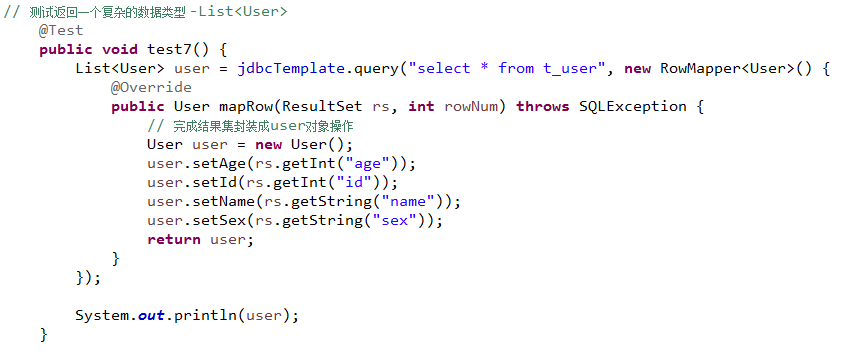 // 测试返回一个复杂的数据类型-List<User>
    @Test
    public void test7() {
        List<User> user = jdbcTemplate.query("select * from t_user", new RowMapper<User>() {
            @Override
            public User mapRow(ResultSet rs, int rowNum) throws SQLException {
                // 完成结果集封装成user对象操作
                User user = new User();
                user.setAge(rs.getInt("age"));
                user.setId(rs.getInt("id"));
                user.setName(rs.getString("name"));
                user.setSex(rs.getString("sex"));
                return user;
            }
        });

        System.out.println(user);
    }